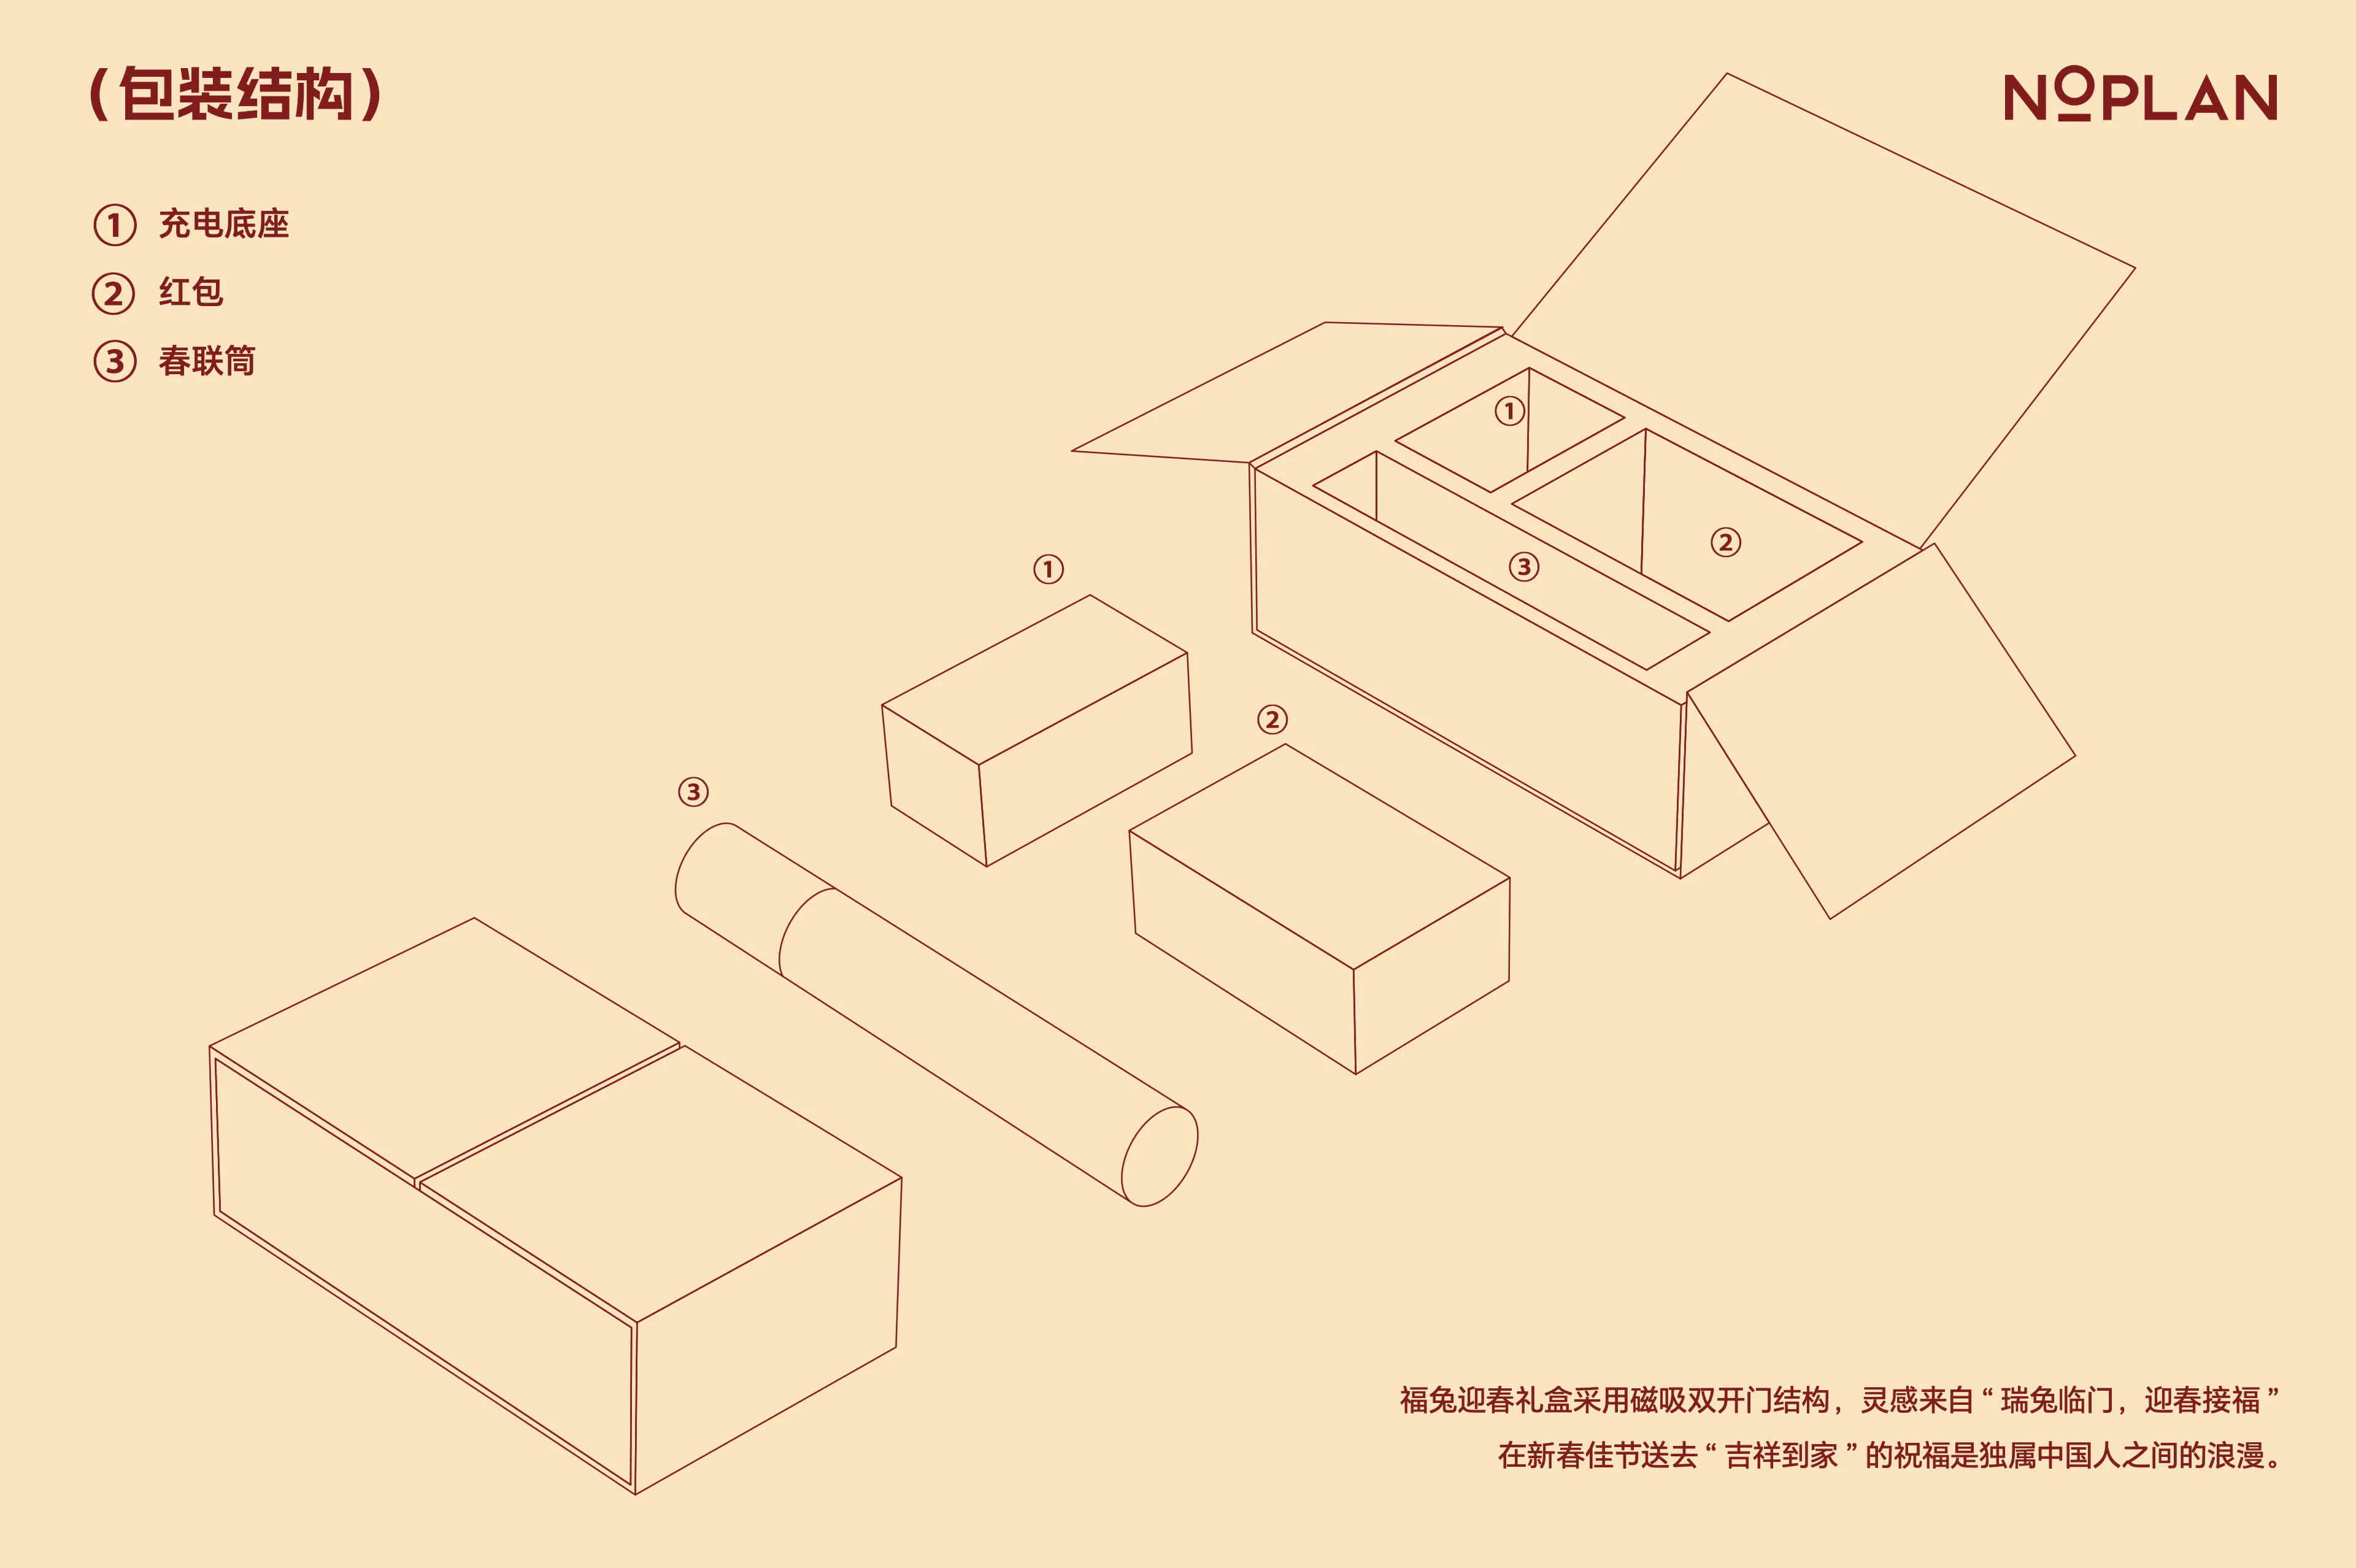 (包装结构)
NOPLAN
① 充电底座
② 红包
③ 春联筒
①
②
③
①
②
③
福兔迎春礼盒采用磁吸双开门结构，灵感来自“瑞兔临门，迎春接福”
在新春佳节送去“吉祥到家”的祝福是独属中国人之间的浪漫。